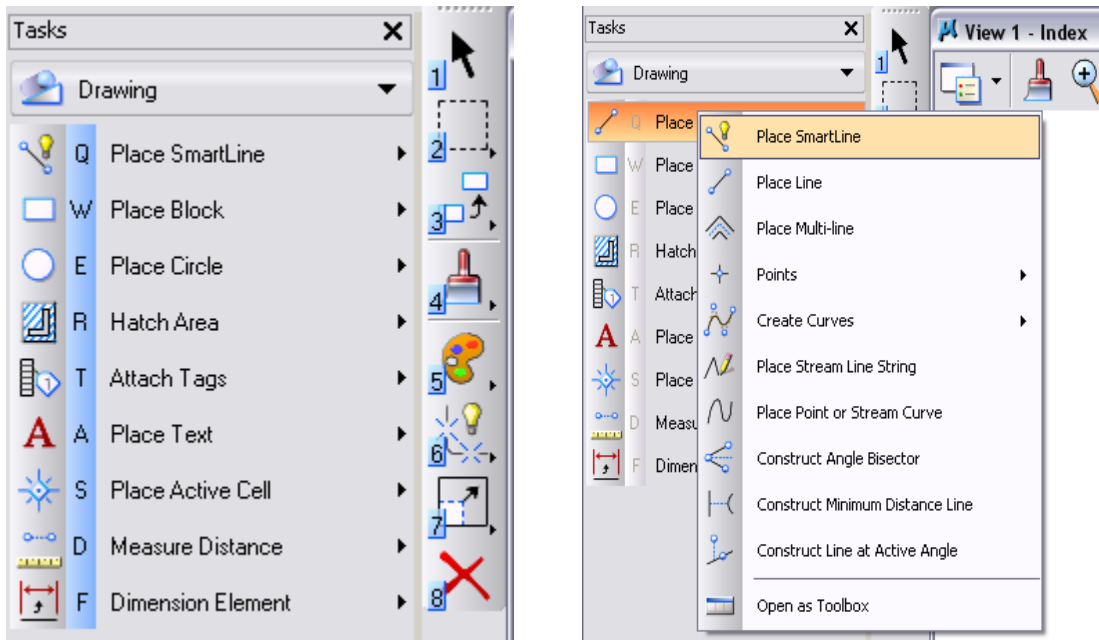 Tasks
Drawing
Q Place SmartLine
W Place Block
E Place Circle
R Hatch Area
T Attach Tags
A Place Text
S Place Active Cell
D Measure Distance
F Dimension Element
1
2
3
4
5
6
7
8
Tasks
Drawing
Q Place
W Place
E Place
R Hatch
T Attach
A Place
S Place
D Measu
F Dimen
1
View 1 - Index
Place SmartLine
Place Line
Place Multi-line
Points
Create Curves
Place Stream Line String
Place Point or Stream Curve
Construct Angle Bisector
Construct Minimum Distance Line
Construct Line at Active Angle
Open as Toolbox